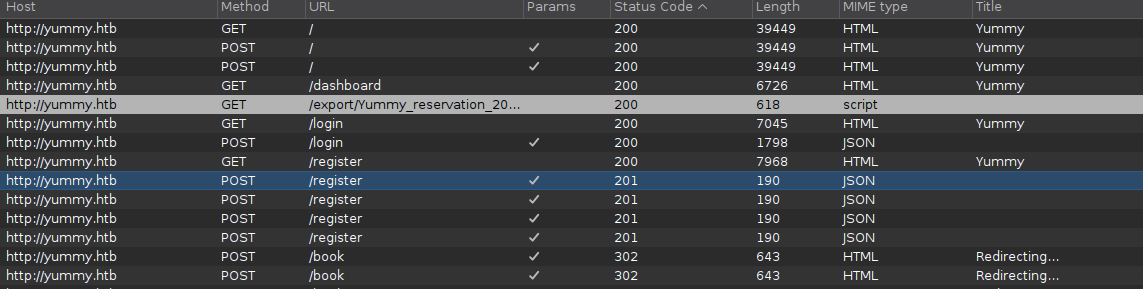 Host Method URL Params Status Code Length MIME type Title
http://yummy.htb GET / 200 39449 HTML Yummy
http://yummy.htb POST / ✓ 200 39449 HTML Yummy
http://yummy.htb POST / ✓ 200 39449 HTML Yummy
http://yummy.htb GET /dashboard 200 6726 HTML Yummy
http://yummy.htb GET /export/Yummy_reservation_20... 200 618 script
http://yummy.htb GET /login 200 7045 HTML Yummy
http://yummy.htb POST /login ✓ 200 1798 JSON
http://yummy.htb GET /register 200 7968 HTML Yummy
http://yummy.htb POST /register ✓ 201 190 JSON
http://yummy.htb POST /register ✓ 201 190 JSON
http://yummy.htb POST /register ✓ 201 190 JSON
http://yummy.htb POST /register ✓ 201 190 JSON
http://yummy.htb POST /book ✓ 302 643 HTML Redirecting...
http://yummy.htb POST /book ✓ 302 643 HTML Redirecting...